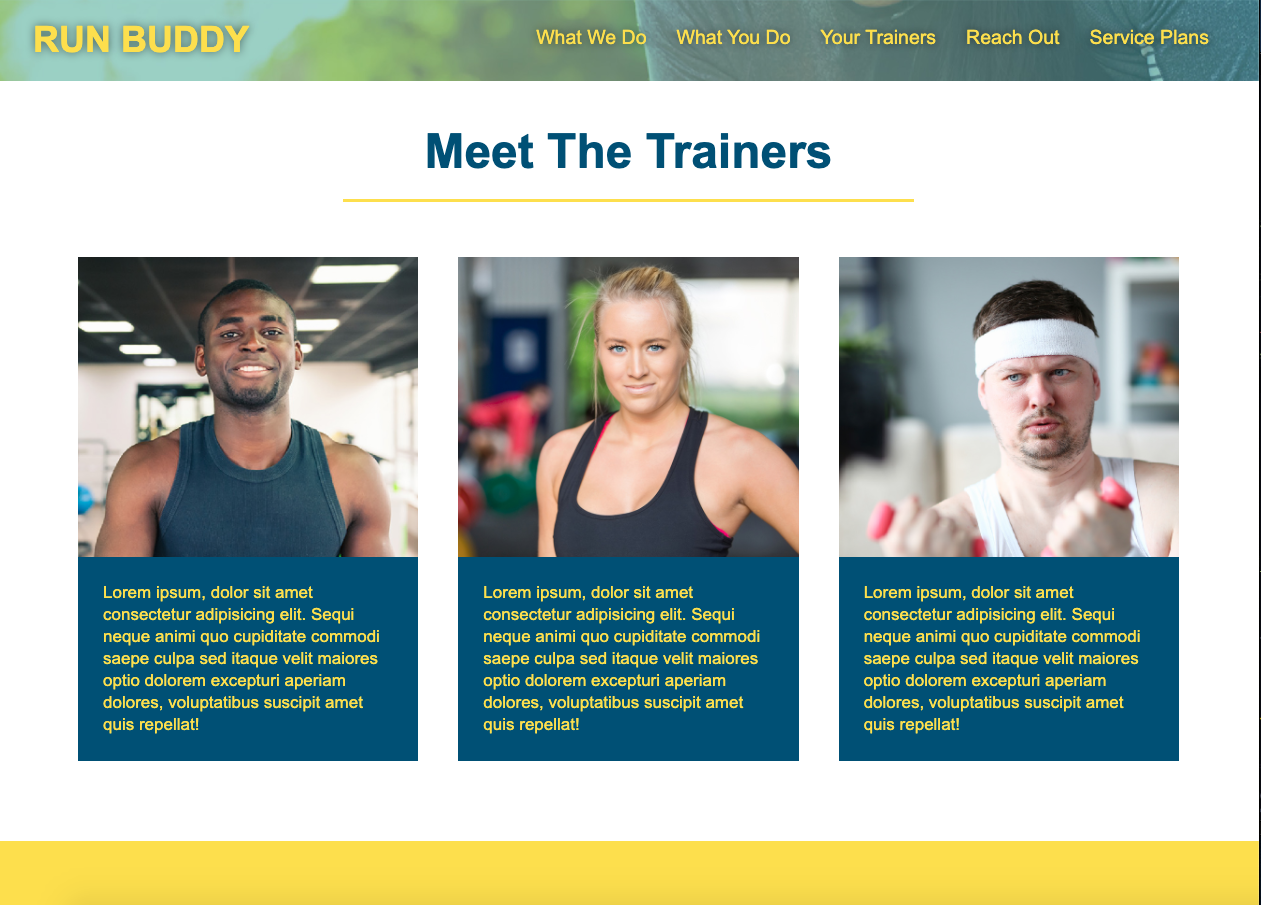 RUN BUDDY
What We Do What You Do Your Trainers Reach Out Service Plans
Meet The Trainers
Lorem ipsum, dolor sit amet
consectetur adipisicing elit. Sequi
neque animi quo cupiditate commodi
saepe culpa sed itaque velit maiores
optio dolorem excepturi aperiam
dolores, voluptatibus suscipit amet
quis repellat!
Lorem ipsum, dolor sit amet
consectetur adipisicing elit. Sequi
neque animi quo cupiditate commodi
saepe culpa sed itaque velit maiores
optio dolorem excepturi aperiam
dolores, voluptatibus suscipit amet
quis repellat!
Lorem ipsum, dolor sit amet
consectetur adipisicing elit. Sequi
neque animi quo cupiditate commodi
saepe culpa sed itaque velit maiores
optio dolorem excepturi aperiam
dolores, voluptatibus suscipit amet
quis repellat!